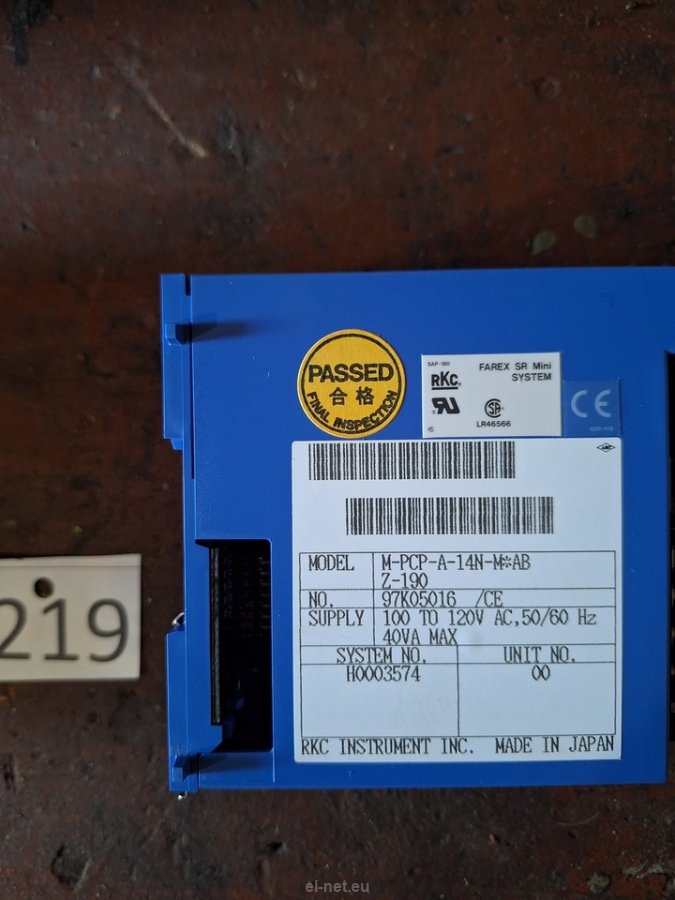 PASSED
合格
FINAL INSPECTION
SAP-160
RKC.
FAREX SR Mini
SYSTEM
LR46566
CE
MODEL M-PCP-A-14N-M*AB
Z-190
NO. 97K05016 /CE
SUPPLY 100 TO 120V AC,50/60 Hz
40VA MAX
SYSTEM NO. UNIT NO.
H0003574 00
RKC INSTRUMENT INC. MADE IN JAPAN
219
el-net.eu